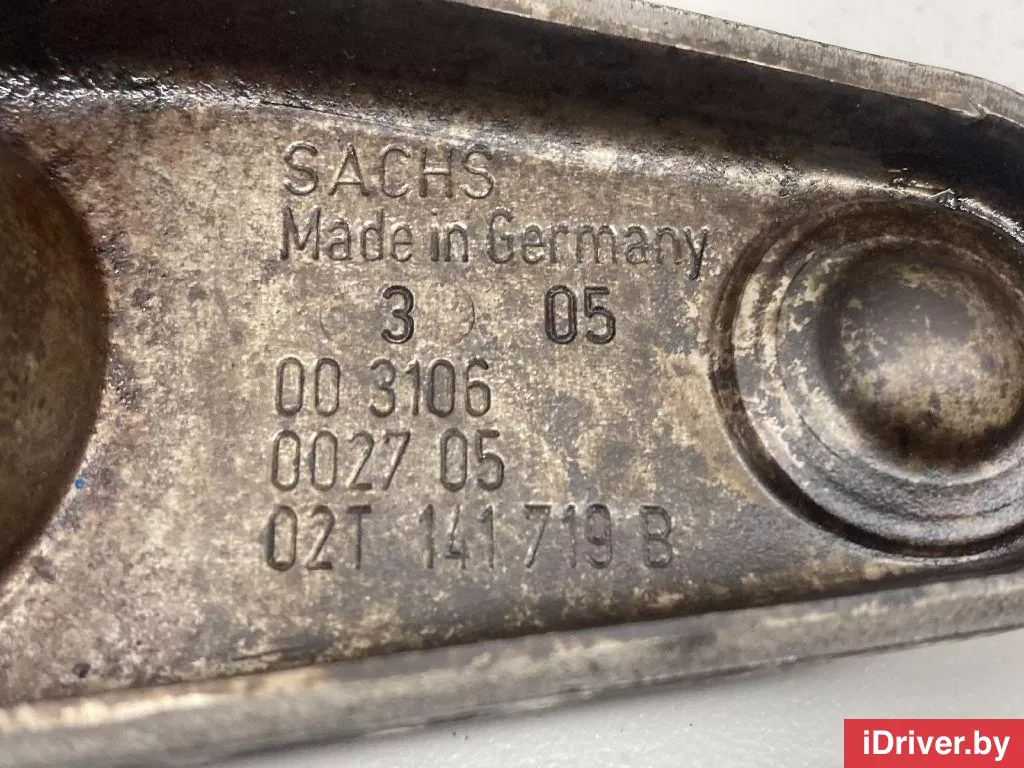 SACHS
Made in Germany
3 05
00 3106
0027 05
02T 141 719 B
iDriver.by